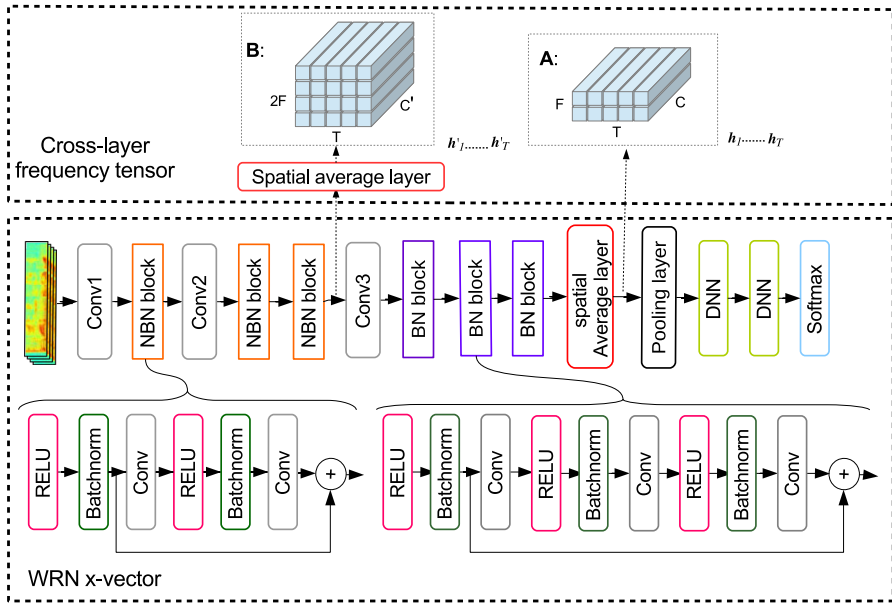 B:
2F
C'
T
h'1....... h'T
A:
F
C
T
h1....... hT
Cross-layer
frequency tensor
Spatial average layer
Conv1
NBN block
Conv2
NBN block
NBN block
Conv3
BN block
BN block
BN block
spatial
Average layer
Pooling layer
DNN
DNN
Softmax
RELU
Batchnorm
Conv
RELU
Batchnorm
Conv
+
RELU
Batchnorm
Conv
RELU
Batchnorm
Conv
RELU
Batchnorm
Conv
+
WRN x-vector